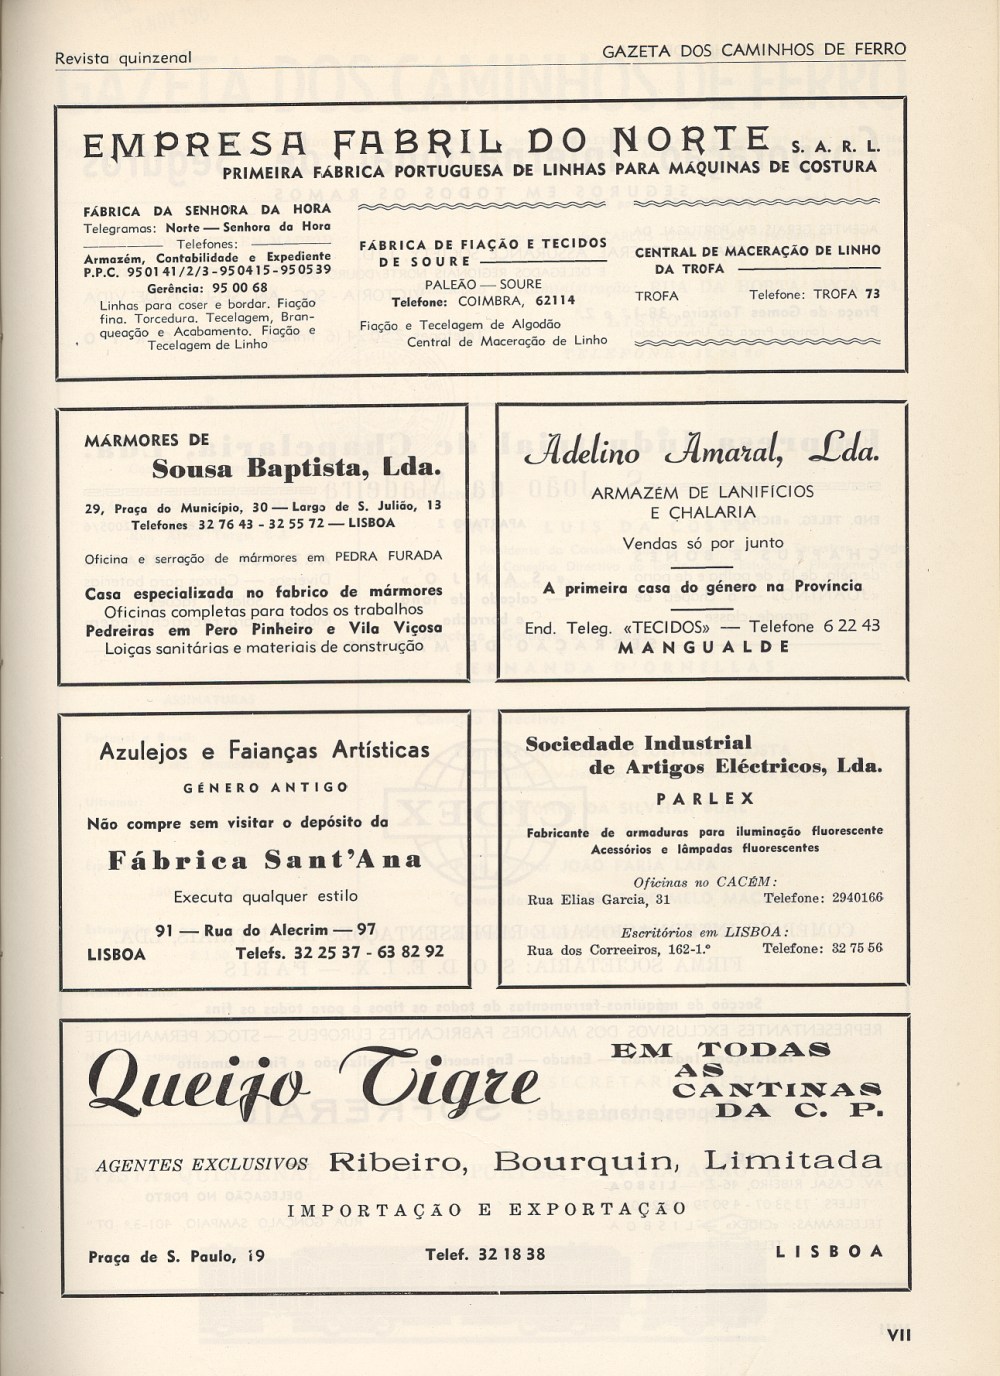 Revista quinzenal
GAZETA DOS CAMINHOS DE FERRO
EMPRESA FABRIL DO NORTE S. A. R. L.
PRIMEIRA FÁBRICA PORTUGUESA DE LINHAS PARA MÁQUINAS DE COSTURA
FÁBRICA DA SENHORA DA HORA
Telegramas: Norte — Senhora da Hora
Telefones:
Armazém, Contabilidade e Expediente
P.P.C. 950141/2/3-950415-950539
Gerência: 95 00 68
Linhas para coser e bordar. Fiação
fina. Torcedura. Tecelagem, Bran-
queação e Acabamento. Fiação e
Tecelagem de Linho
FÁBRICA DE FIAÇÃO E TECIDOS
DE SOURE
PALEÃO — SOURE
Telefone: COIMBRA, 62114
Fiação e Tecelagem de Algodão
Central de Maceração de Linho
CENTRAL DE MACERAÇÃO DE LINHO
DA TROFA
TROFA Telefone: TROFA 73
MÁRMORES DE
Sousa Baptista, Lda.
29, Praça do Município, 30 — Largo de S. Julião, 13
Telefones 32 76 43 - 32 55 72 — LISBOA
Oficina e serração de mármores em PEDRA FURADA
Casa especializada no fabrico de mármores
Oficinas completas para todos os trabalhos
Pedreiras em Pero Pinheiro e Vila Viçosa
Loiças sanitárias e materiais de construção
Adelino Amaral, Lda.
ARMAZÉM DE LANIFÍCIOS
E CHALARIA
Vendas só por junto
A primeira casa do género na Província
End. Teleg. «TECIDOS» — Telefone 6 22 43
MANGUALDE
Azulejos e Faianças Artísticas
GÉNERO ANTIGO
Não compre sem visitar o depósito da
Fábrica Sant'Ana
Executa qualquer estilo
91 — Rua do Alecrim — 97
LISBOA Telefs. 32 25 37 - 63 82 92
Sociedade Industrial
de Artigos Eléctricos, Lda.
PARLEX
Fabricante de armaduras para iluminação fluorescente
Acessórios e lâmpadas fluorescentes
Oficinas no CACÉM:
Rua Elias Garcia, 31 Telefone: 2940166
Escritórios em LISBOA:
Rua dos Correeiros, 162-1.º Telefone: 32 75 56
Queijo Tigre
EM TODAS
AS
CANTINAS
DA C. P.
AGENTES EXCLUSIVOS Ribeiro, Bourquin, Limitada
IMPORTAÇÃO E EXPORTAÇÃO
Praça de S. Paulo, 19 Telef. 32 18 38 LISBOA
VII